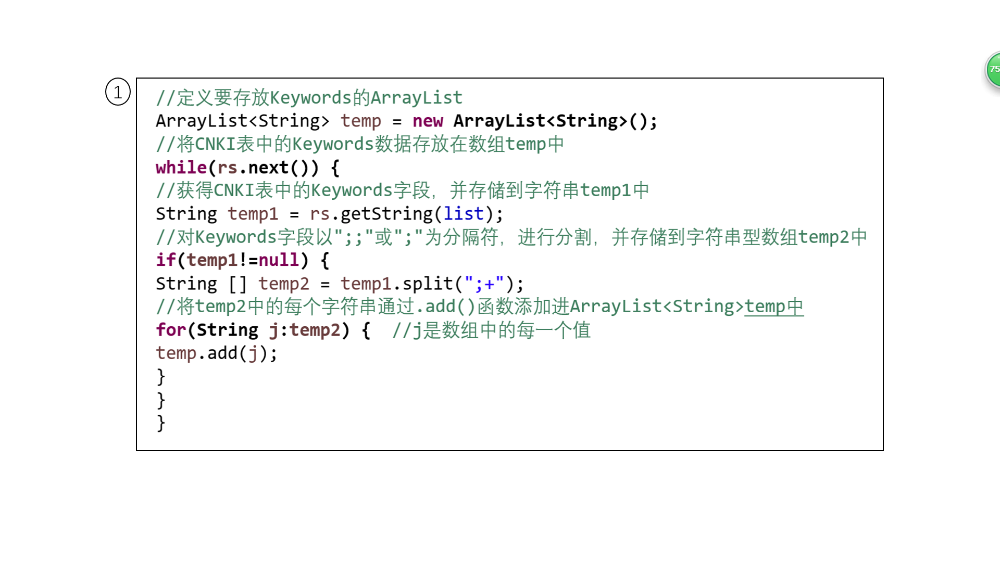 ①
//定义要存放Keywords的ArrayList
ArrayList<String> temp = new ArrayList<String>();
//将CNKI表中的Keywords数据存放在数组temp中
while(rs.next()) {
//获得CNKI表中的Keywords字段，并存储到字符串temp1中
String temp1 = rs.getString(list);
//对Keywords字段以";;"或";"为分隔符，进行分割，并存储到字符串型数组temp2中
if(temp1!=null) {
String [] temp2 = temp1.split(";+");
//将temp2中的每个字符串通过.add()函数添加进ArrayList<String>temp中
for(String j:temp2) {  //j是数组中的每一个值
temp.add(j);
}
}
}
75